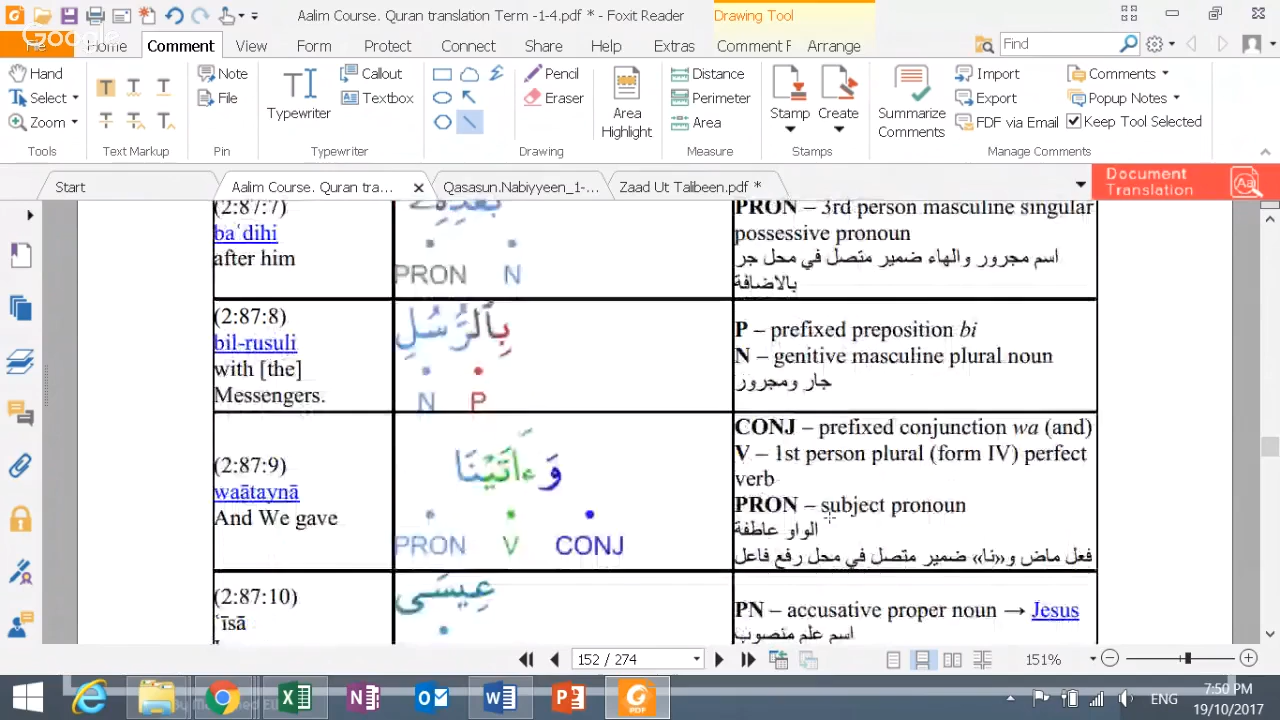 Aalim Course. Quran translation Term -1-4.pdf * - Foxit Reader
Drawing Tool
Google
File Home Comment View Form Protect Connect Share Help Extras Comment F Arrange
Find
Hand
Select
Zoom
Tools
Text Markup
Note
File
Pin
Typewriter
Callout
Textbox
Typewriter
Pencil
Eraser
Area
Highlight
Drawing
Distance
Perimeter
Area
Measure
Stamp
Create
Stamps
Summarize
Comments
Import
Export
FDF via Email
Comments
Popup Notes
Keep Tool Selected
Manage Comments
Start
Aalim Course. Quran tra...
Qasasan.Nabiyyeen_1-...
Zaad Ut Talibeen.pdf *
Document
Translation
(2:87:7)
baʿdihi
after him
بَعْدِهِۦ
PRON N
PRON – 3rd person masculine singular
possessive pronoun
اسم مجرور والهاء ضمير متصل في محل جر
بالاضافة
(2:87:8)
bil-rusuli
with [the]
Messengers.
بِٱلرُّسُلِ
N P
P – prefixed preposition bi
N – genitive masculine plural noun
جار ومجرور
(2:87:9)
waātaynā
And We gave
وَءَاتَيْنَا
PRON V CONJ
CONJ – prefixed conjunction wa (and)
V – 1st person plural (form IV) perfect
verb
PRON – subject pronoun
الواو عاطفة
فعل ماض و«نا» ضمير متصل في محل رفع فاعل
(2:87:10)
ʿīsā
عِيسَى
PN – accusative proper noun → Jesus
اسم علم منصوب
152 / 274
151%
ENG
7:50 PM
19/10/2017